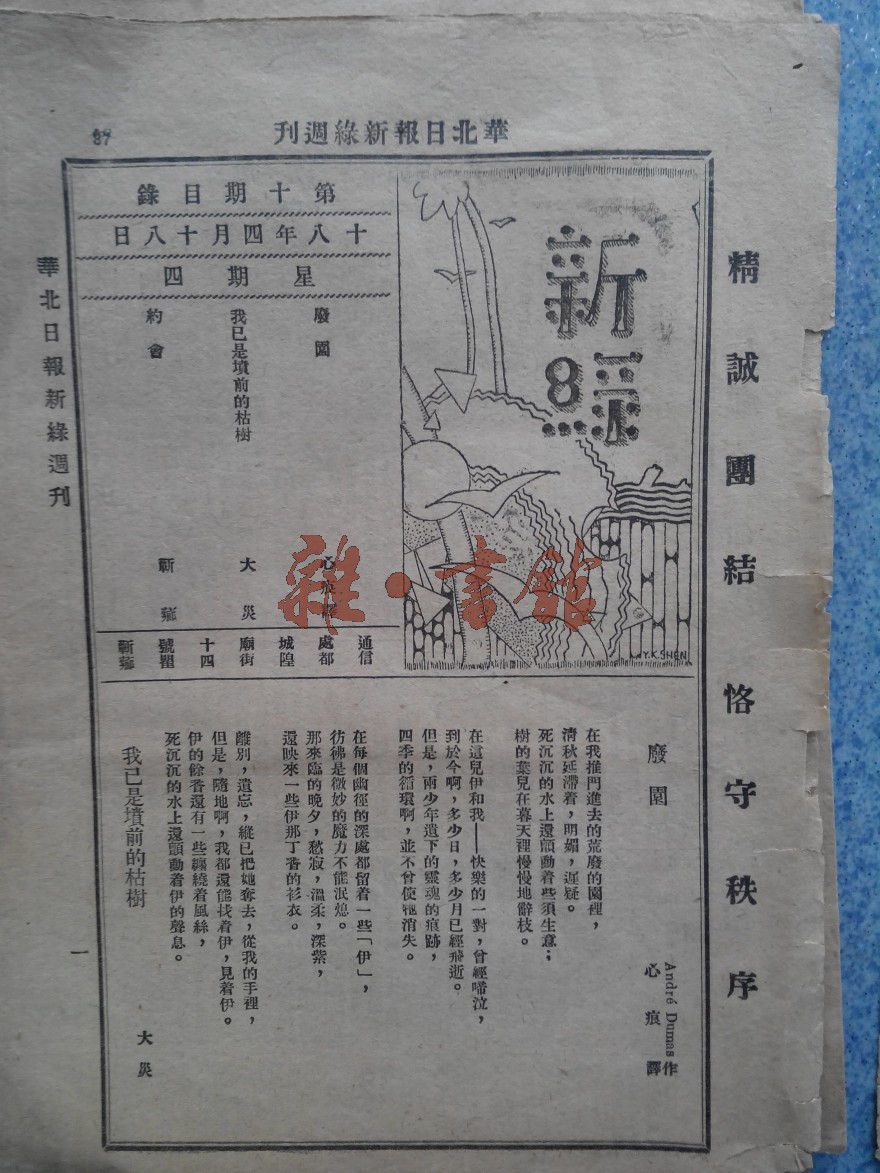 華北日報新綠週刊
精誠團結恪守秩序
新綠
8
Y.K.SHEN
第十期目錄
十八年四月十八日
星期四
廢園 心痕譯
我已是墳前的枯樹 大災
約會 靳薌
通信
處都
城隍
廟街
十四
號瞿
靳薌
廢園
André Dumas作
心痕譯
在我推門進去的荒廢的園裡，
清秋延滯着，明媚，遲疑。
死沉沉的水上還顫動着些須生意；
樹的葉兒在暮天裡慢慢地辭枝。
在這兒伊和我——快樂的一對，曾經啼泣，
到於今啊，多少日，多少月已經飛逝。
但是，兩少年遺下的靈魂的痕跡，
四季的循環啊，並不曾使牠消失。
在每個幽徑的深處都留着一些「伊」，
彷彿是微妙的魔力不能泯熄。
那來臨的晚夕，愁寂，溫柔，深紫，
還映來一些伊那丁香的衫衣。
離別，遺忘，縱已把她奪去，從我的手裡，
但是，隨地啊，我都還能找着伊，見着伊。
伊的餘香還有一些纏繞着風絲，
死沉沉的水上還顫動着伊的聲息。
我已是墳前的枯樹
大災
華北日報新綠週刊
一
雜·書館